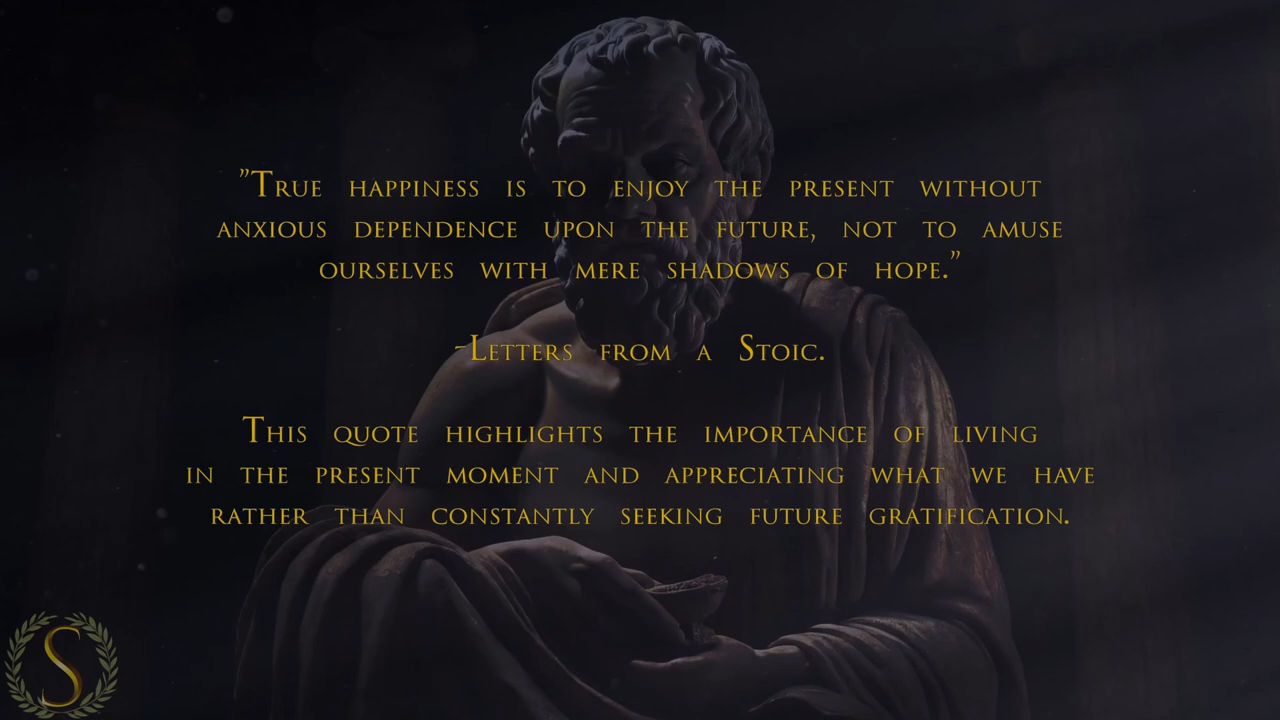 ”True happiness is to enjoy the present without
anxious dependence upon the future, not to amuse
ourselves with mere shadows of hope.”
-Letters from a Stoic.
This quote highlights the importance of living
in the present moment and appreciating what we have
rather than constantly seeking future gratification.
S